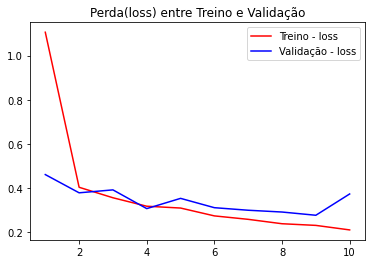 Perda(loss) entre Treino e Validação
Treino - loss
Validação - loss
1.0
0.8
0.6
0.4
0.2
2 4 6 8 10